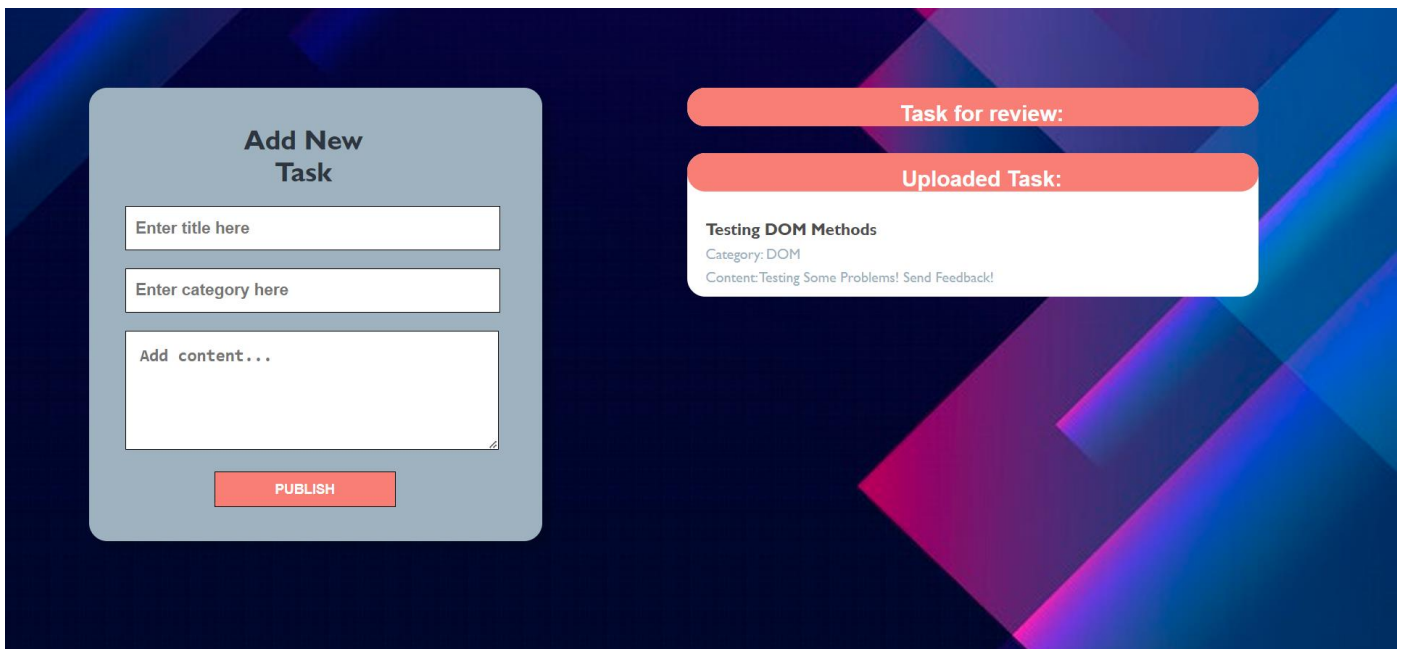 Add New
Task
Enter title here
Enter category here
Add content...
PUBLISH
Task for review:
Uploaded Task:
Testing DOM Methods
Category: DOM
Content: Testing Some Problems! Send Feedback!